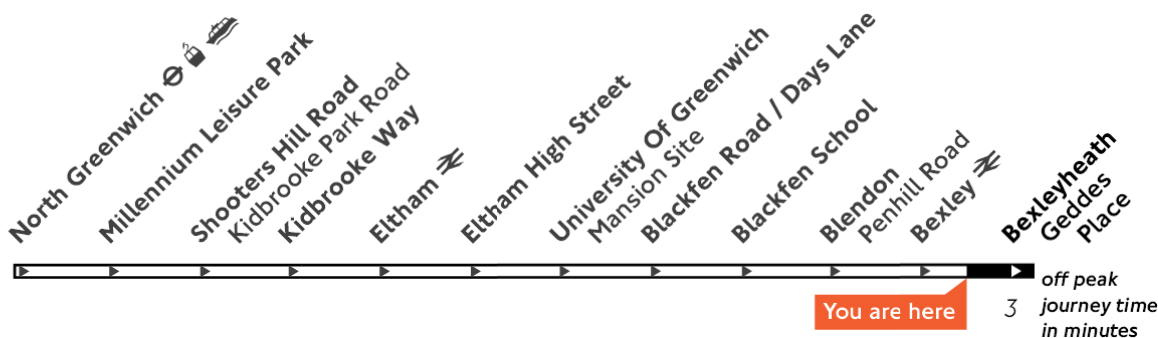 North Greenwich
Millennium Leisure Park
Shooters Hill Road
Kidbrooke Park Road
Kidbrooke Way
Eltham
Eltham High Street
University Of Greenwich
Mansion Site
Blackfen Road / Days Lane
Blackfen School
Blendon
Penhill Road
Bexley
Bexleyheath
Geddes
Place
You are here
3
off peak
journey time
in minutes